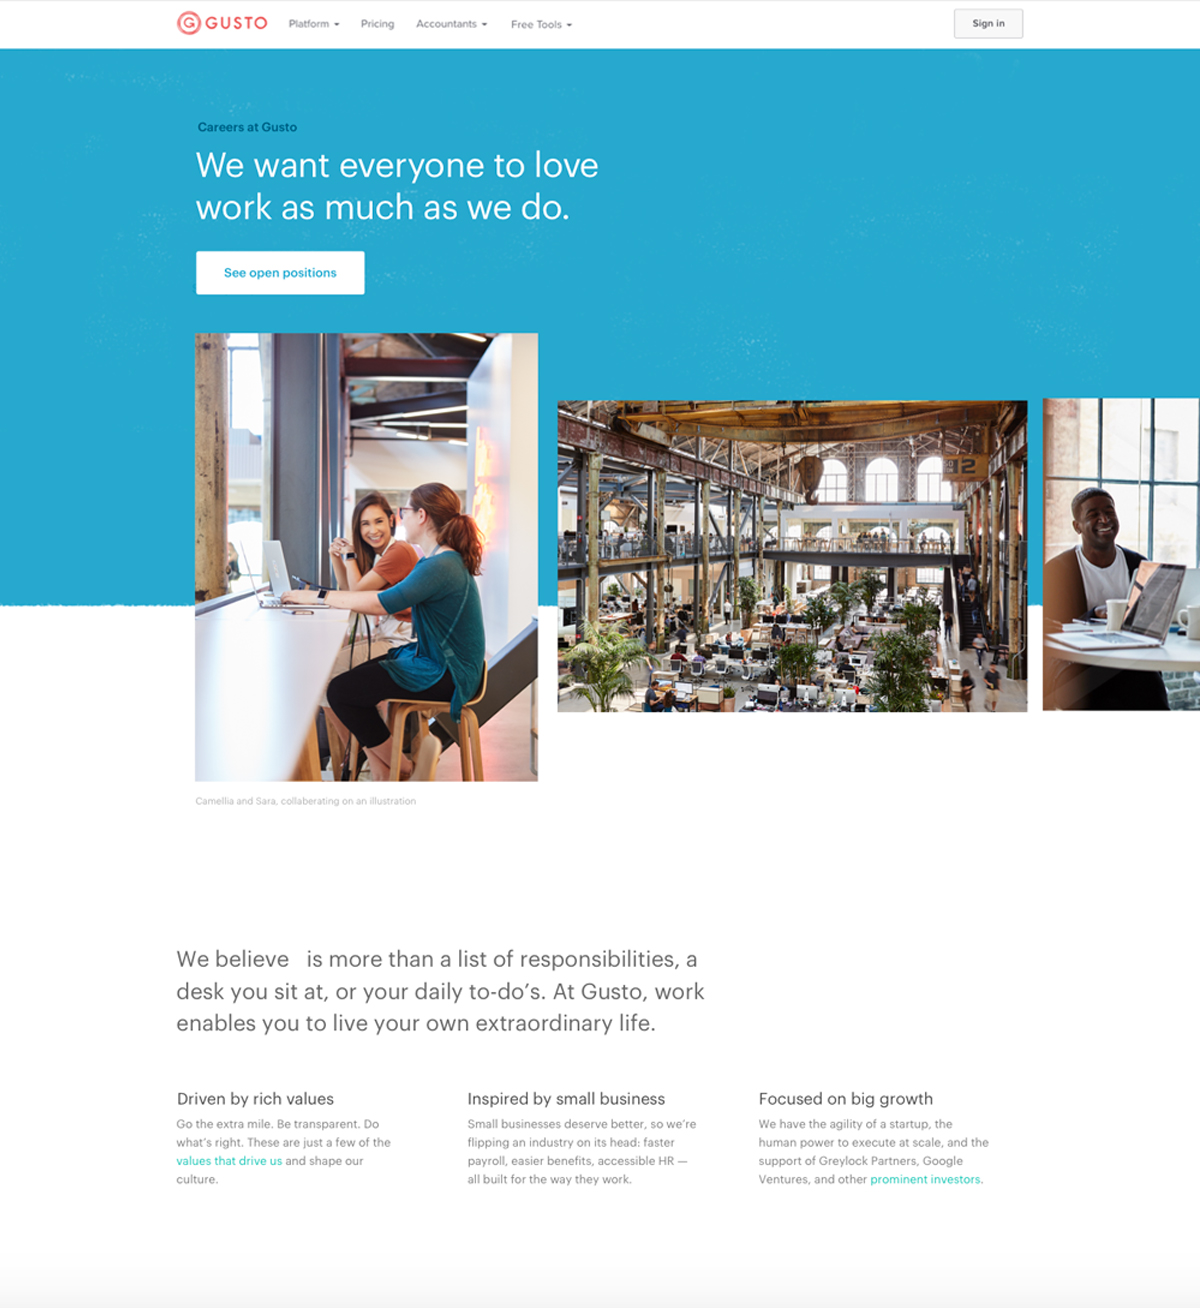 GUSTO
Platform
Pricing
Accountants
Free Tools
Sign in
Careers at Gusto
We want everyone to love
work as much as we do.
See open positions
12
Camellia and Sara, collaberating on an illustration
We believe is more than a list of responsibilities, a
desk you sit at, or your daily to-do’s. At Gusto, work
enables you to live your own extraordinary life.
Driven by rich values
Go the extra mile. Be transparent. Do
what’s right. These are just a few of the
values that drive us and shape our
culture.
Inspired by small business
Small businesses deserve better, so we’re
flipping an industry on its head: faster
payroll, easier benefits, accessible HR —
all built for the way they work.
Focused on big growth
We have the agility of a startup, the
human power to execute at scale, and the
support of Greylock Partners, Google
Ventures, and other prominent investors.